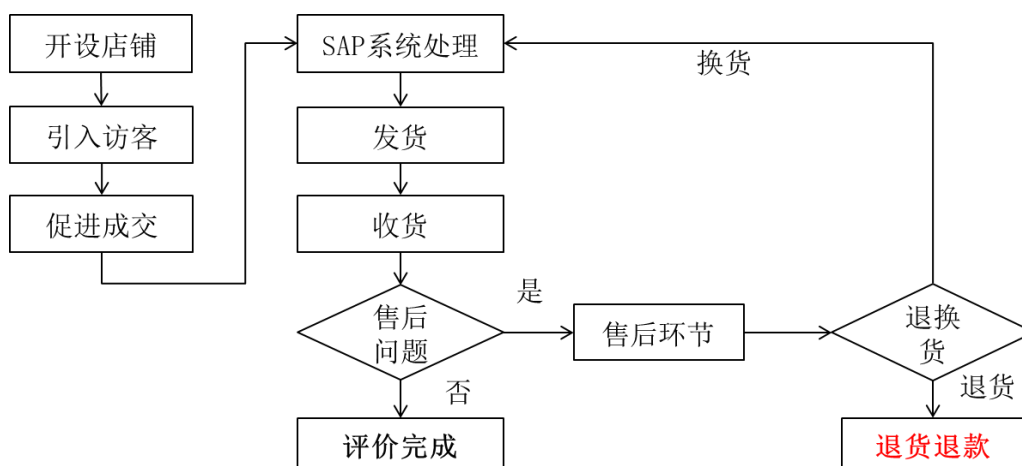 开设店铺
引入访客
促进成交
SAP系统处理
换货
发货
收货
售后
问题
是
否
售后环节
退换
货
退货
评价完成
退货退款